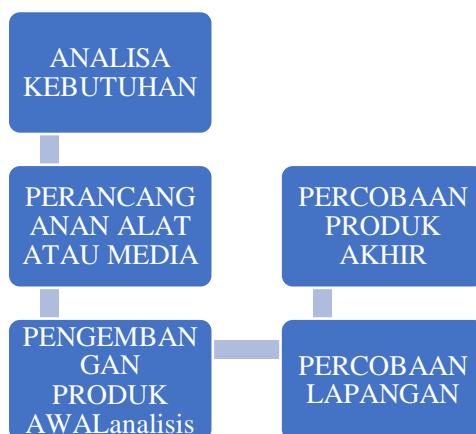 ANALISA
KEBUTUHAN
PERANCANG
ANAN ALAT
ATAU MEDIA
PENGEMBAN
GAN
PRODUK
AWALanalisis
PERCOBAAN
LAPANGAN
PERCOBAAN
PRODUK
AKHIR